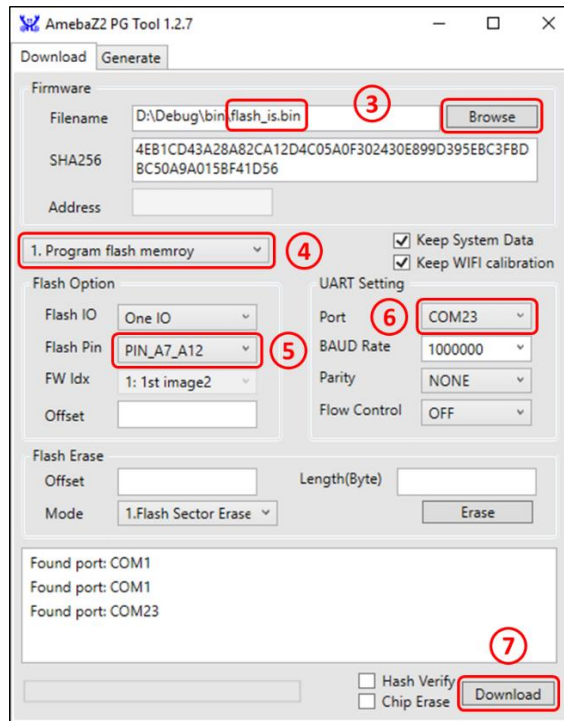 AmebaZ2 PG Tool 1.2.7
Download Generate
Firmware
Filename D:\Debug\bin\flash_is.bin ③ Browse
SHA256 4EB1CD43A28A82CA12D4C05A0F302430E899D395EBC3FBD
BC50A9A015BF41D56
Address
1. Program flash memroy ④ Keep System Data
Keep WIFI calibration
Flash Option UART Setting
Flash IO One IO Port ⑥ COM23
Flash Pin PIN_A7_A12 ⑤ BAUD Rate 1000000
FW Idx 1: 1st image2 Parity NONE
Offset Flow Control OFF
Flash Erase
Offset Length(Byte)
Mode 1.Flash Sector Erase Erase
Found port: COM1
Found port: COM1
Found port: COM23
⑦
Hash Verify
Chip Erase Download